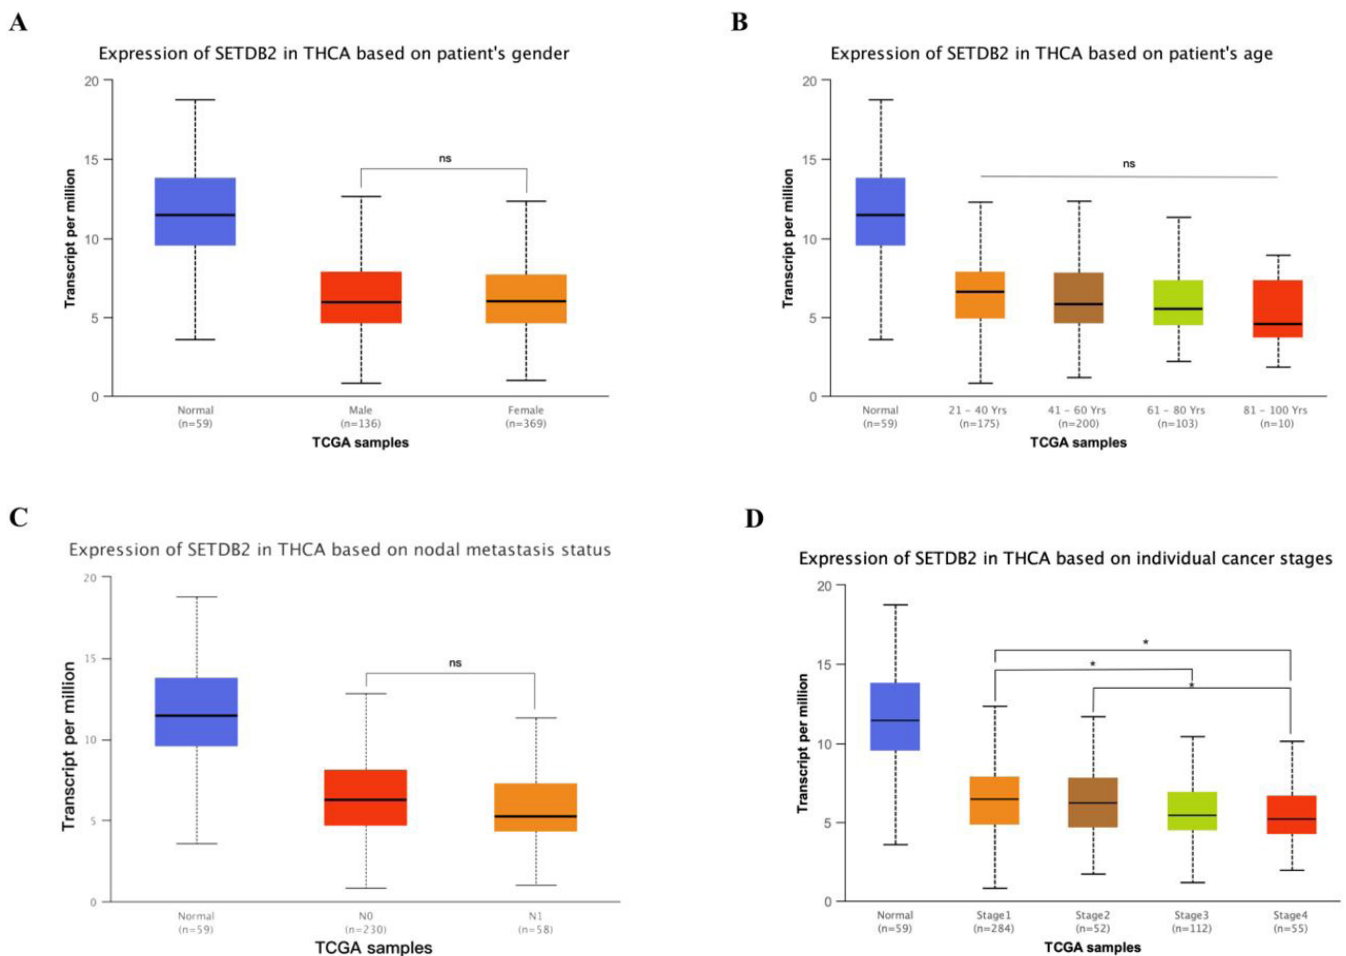 A
Expression of SETDB2 in THCA based on patient's gender
Transcript per million
20
15
10
5
0
ns
Normal
(n=59)
Male
(n=136)
Female
(n=369)
TCGA samples
B
Expression of SETDB2 in THCA based on patient's age
Transcript per million
20
15
10
5
0
ns
Normal
(n=59)
21 – 40 Yrs
(n=175)
41 – 60 Yrs
(n=200)
61 – 80 Yrs
(n=103)
81 – 100 Yrs
(n=10)
TCGA samples
C
Expression of SETDB2 in THCA based on nodal metastasis status
Transcript per million
20
15
10
5
0
ns
Normal
(n=59)
N0
(n=230)
N1
(n=58)
TCGA samples
D
Expression of SETDB2 in THCA based on individual cancer stages
Transcript per million
20
15
10
5
0
*
*
*
Normal
(n=59)
Stage1
(n=284)
Stage2
(n=52)
Stage3
(n=112)
Stage4
(n=55)
TCGA samples